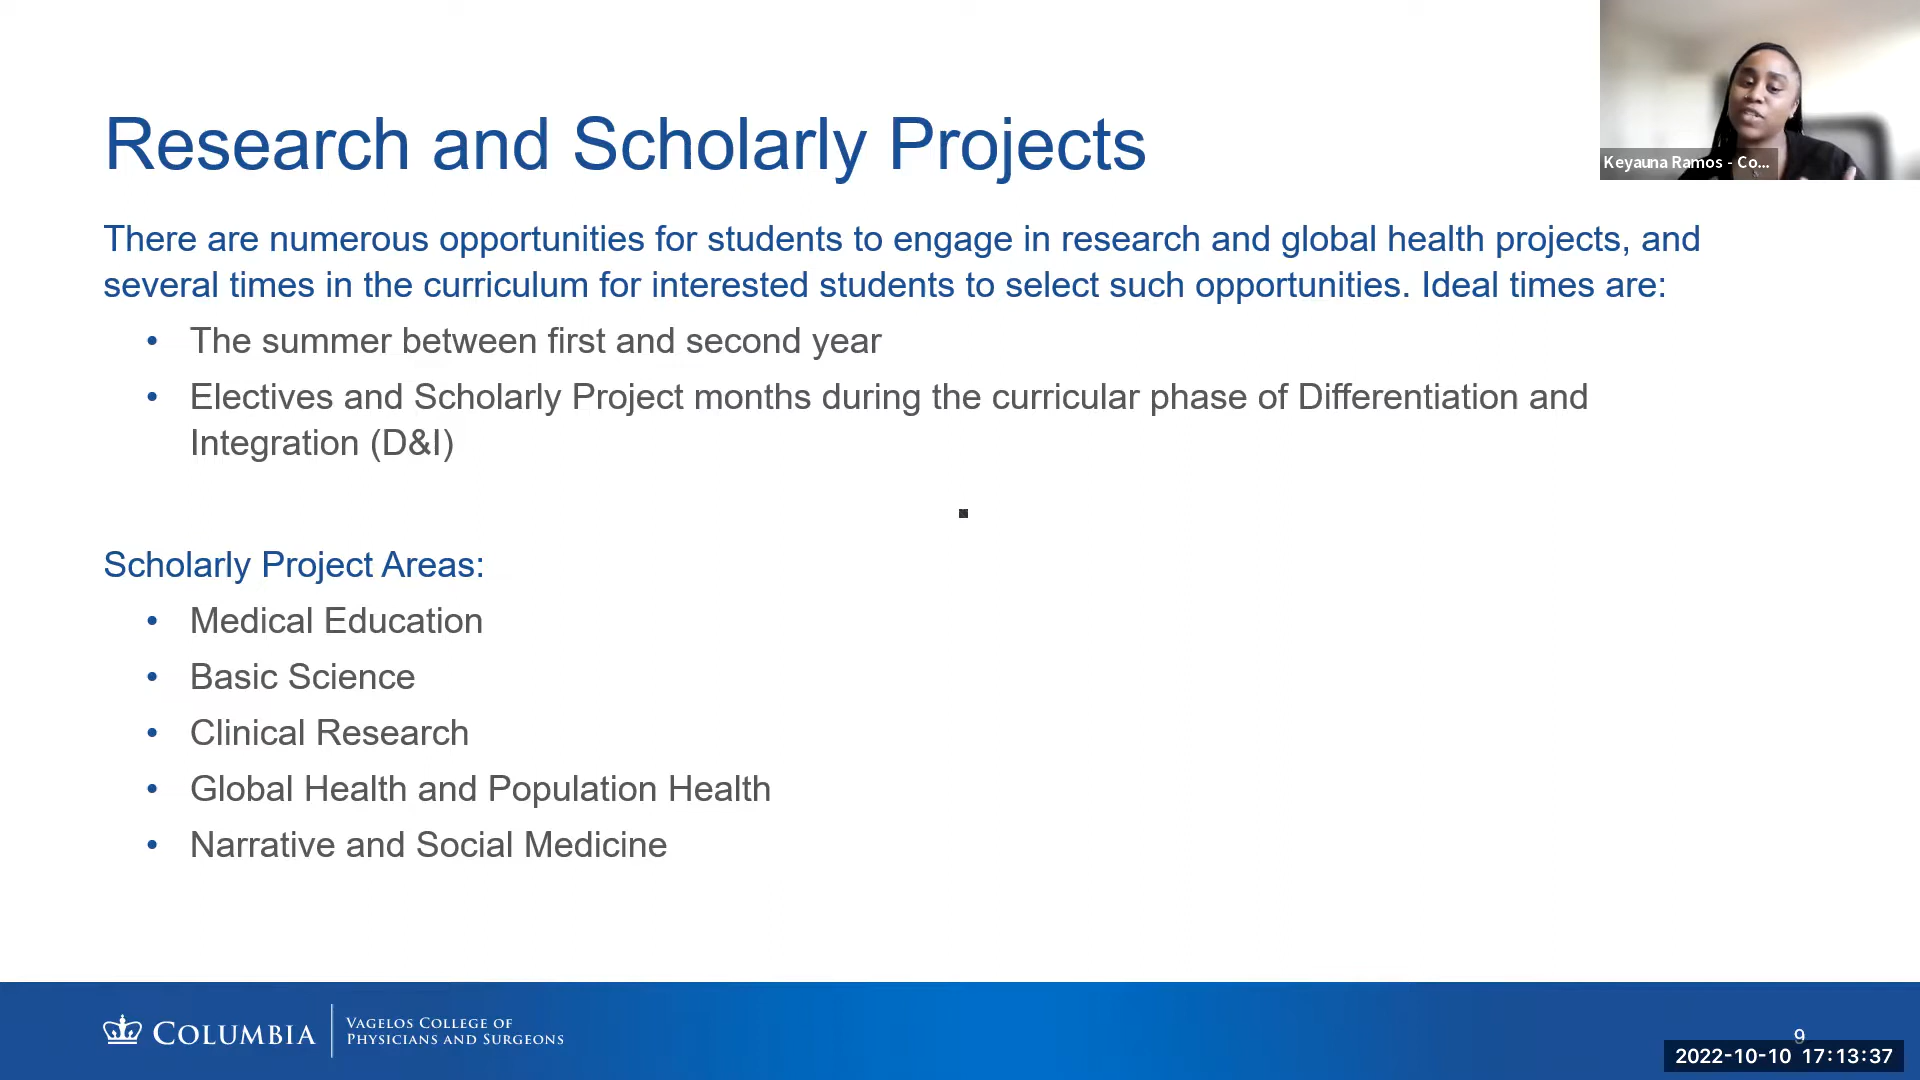 Research and Scholarly Projects
Keyauna Ramos - Co...
There are numerous opportunities for students to engage in research and global health projects, and
several times in the curriculum for interested students to select such opportunities. Ideal times are:
• The summer between first and second year
• Electives and Scholarly Project months during the curricular phase of Differentiation and
Integration (D&I)
Scholarly Project Areas:
• Medical Education
• Basic Science
• Clinical Research
• Global Health and Population Health
• Narrative and Social Medicine
COLUMBIA
VAGELOS COLLEGE OF
PHYSICIANS AND SURGEONS
9
2022-10-10 17:13:37